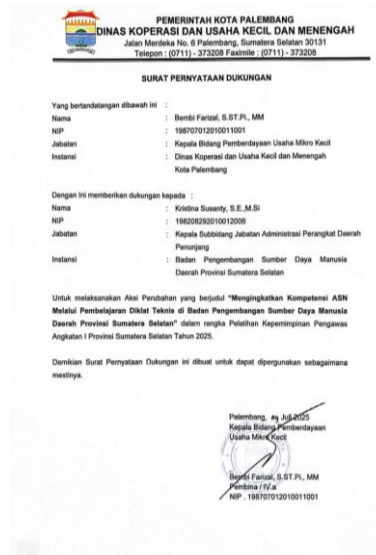 PEMERINTAH KOTA PALEMBANG
DINAS KOPERASI DAN USAHA KECIL DAN MENENGAH
Jalan Merdeka No. 6 Palembang, Sumatera Selatan 30131
Telepon : (0711) - 373208 Faximile : (0711) - 373208
SURAT PERNYATAAN DUKUNGAN
Yang bertandatangan dibawah ini :
Nama : Bembi Farizal, S.ST.Pi., MM
NIP : 198707012010011001
Jabatan : Kepala Bidang Pemberdayaan Usaha Mikro Kecil
Instansi : Dinas Koperasi dan Usaha Kecil dan Menengah
Kota Palembang
Dengan ini memberikan dukungan kepada :
Nama : Kristina Susanty, S.E.,M.Si
NIP : 198208292010012006
Jabatan : Kepala Subbidang Jabatan Administrasi Perangkat Daerah
Penunjang
Instansi : Badan Pengembangan Sumber Daya Manusia
Daerah Provinsi Sumatera Selatan
Untuk melaksanakan Aksi Perubahan yang berjudul "Mengingkatkan Kompetensi ASN
Melalui Pembelajaran Diklat Teknis di Badan Pengembangan Sumber Daya Manusia
Daerah Provinsi Sumatera Selatan" dalam rangka Pelatihan Kepemimpinan Pengawas
Angkatan I Provinsi Sumatera Selatan Tahun 2025.
Demikian Surat Pernyataan Dukungan ini dibuat untuk dapat dipergunakan sebagaimana
mestinya.
Palembang, Juli 2025
Kepala Bidang Pemberdayaan
Usaha Mikro Kecil
Bembi Farizal, S.ST.Pi., MM
Pembina / IV.a
NIP . 198707012010011001